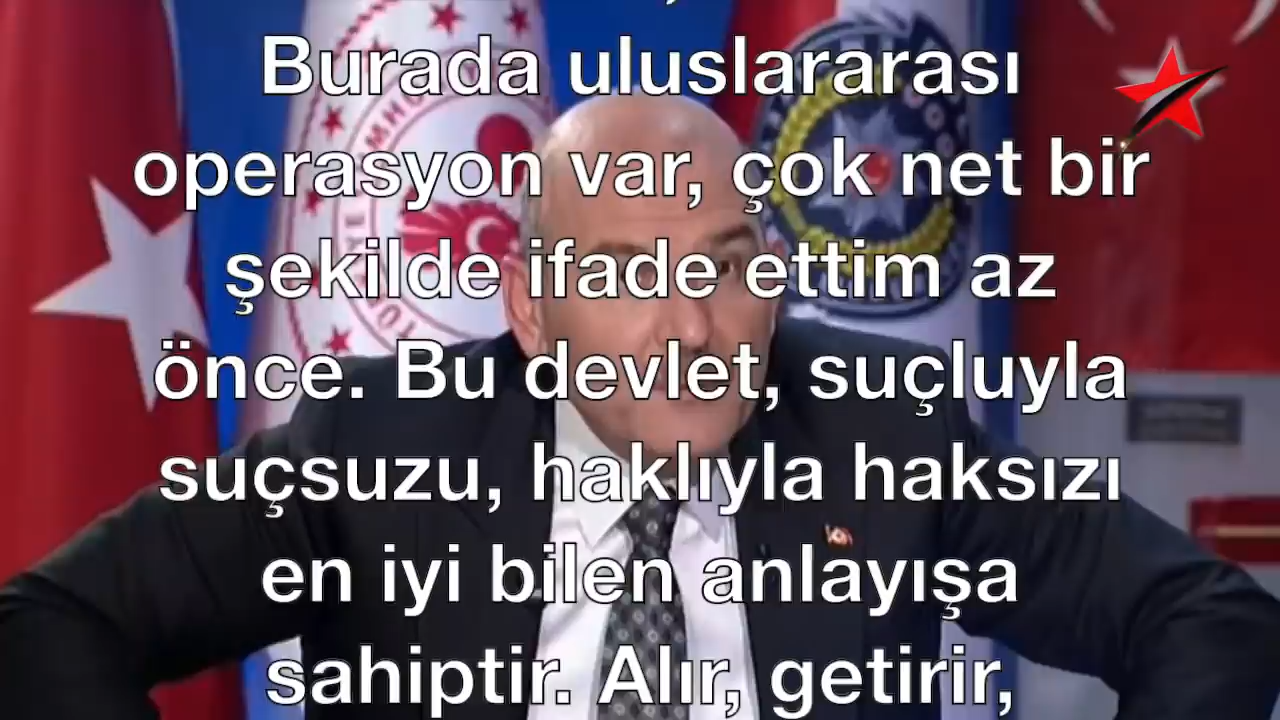 Burada uluslararası
operasyon var, çok net bir
şekilde ifade ettim az
önce. Bu devlet, suçluyla
suçsuzu, haklıyla haksızı
en iyi bilen anlayışa
sahiptir. Alır, getirir,